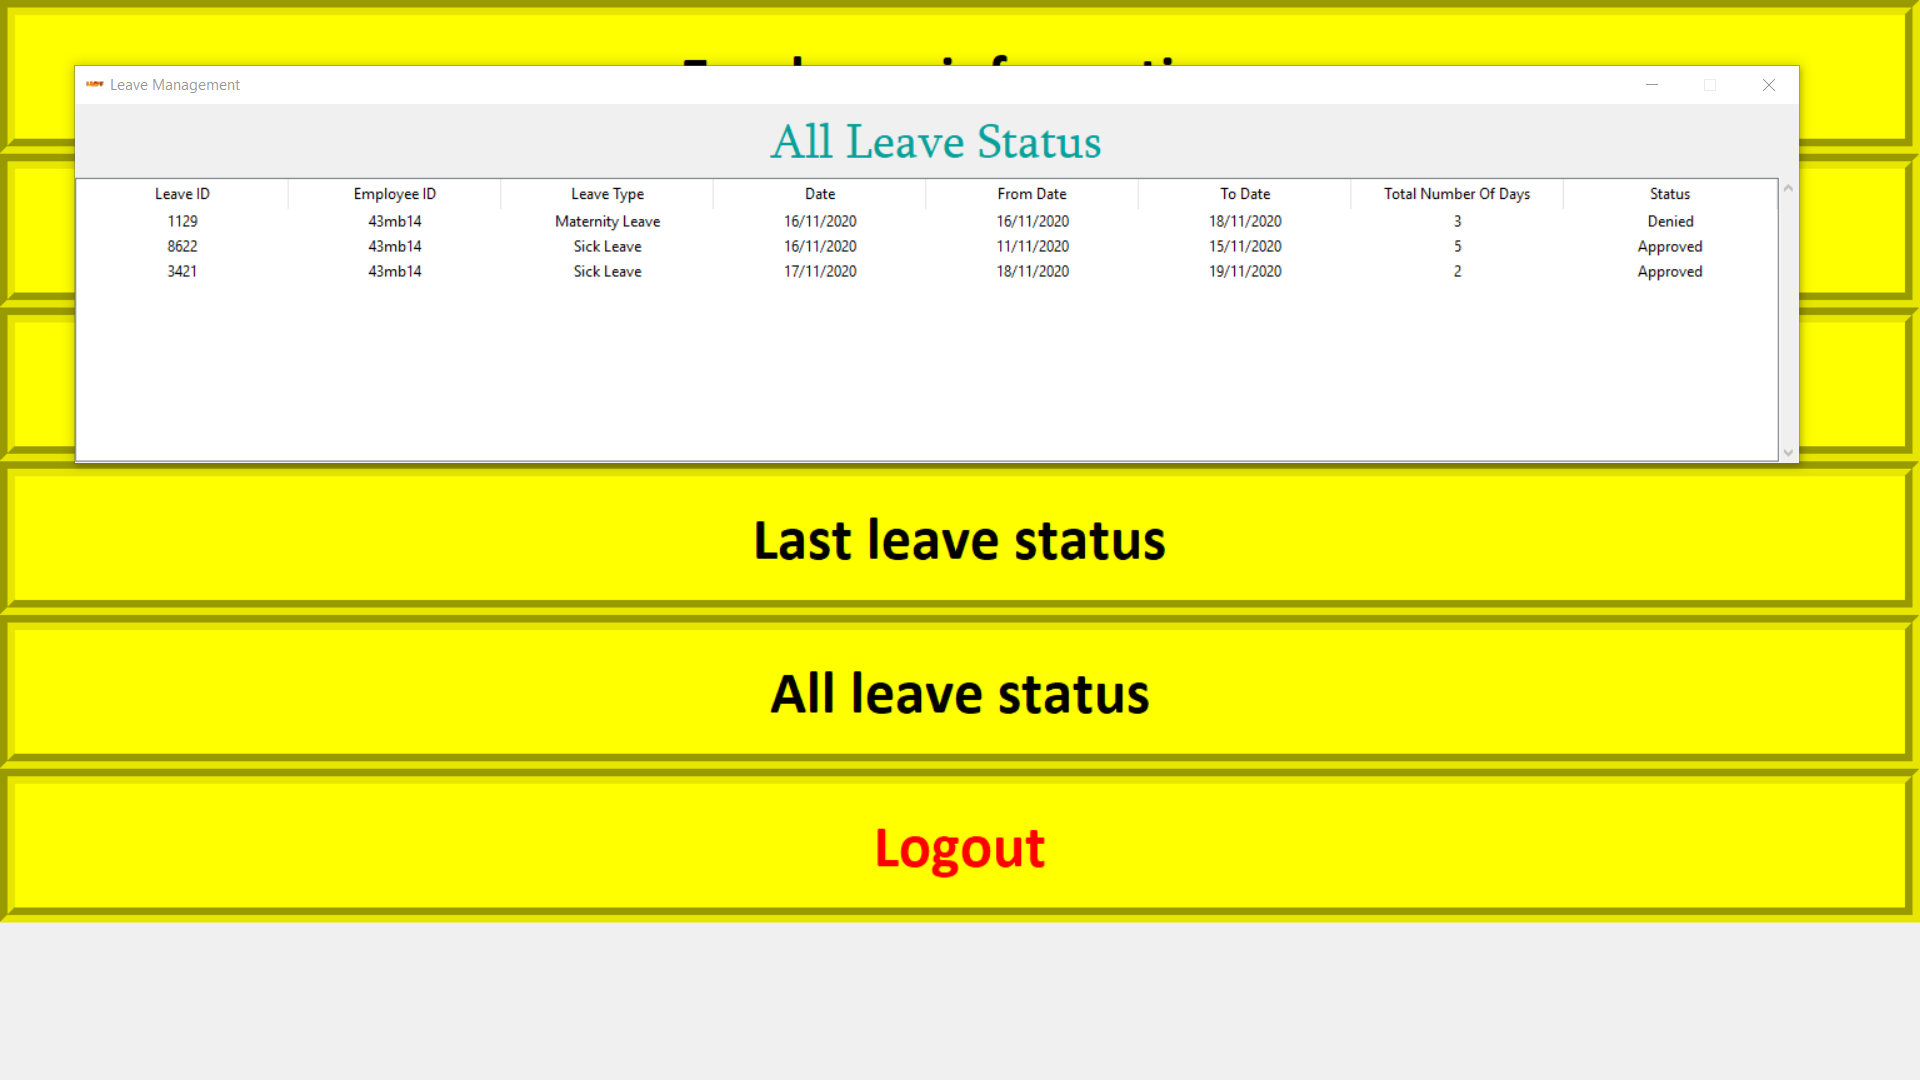 Leave Management
All Leave Status
Leave ID Employee ID Leave Type Date From Date To Date Total Number Of Days Status
1129 43mb14 Maternity Leave 16/11/2020 16/11/2020 18/11/2020 3 Denied
8622 43mb14 Sick Leave 16/11/2020 11/11/2020 15/11/2020 5 Approved
3421 43mb14 Sick Leave 17/11/2020 18/11/2020 19/11/2020 2 Approved
Last leave status
All leave status
Logout